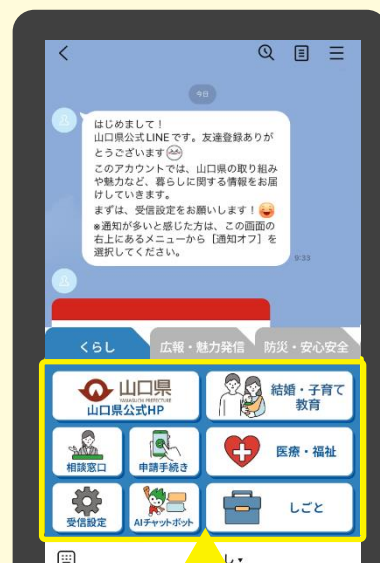 今日
はじめまして！
山口県公式LINEです。友達登録ありが
とうございます
このアカウントでは、山口県の取り組み
や魅力など、暮らしに関する情報をお届
けしていきます。
まずは、受信設定をお願いします！
※通知が多いと感じた方は、この画面の
右上にあるメニューから［通知オフ］を
選択してください。
9:33
くらし
広報・魅力発信
防災・安心安全
山口県
YAMAGUCHI PREFECTURE
山口県公式HP
結婚・子育て
教育
相談窓口
申請手続き
医療・福祉
受信設定
AIチャットボット
しごと